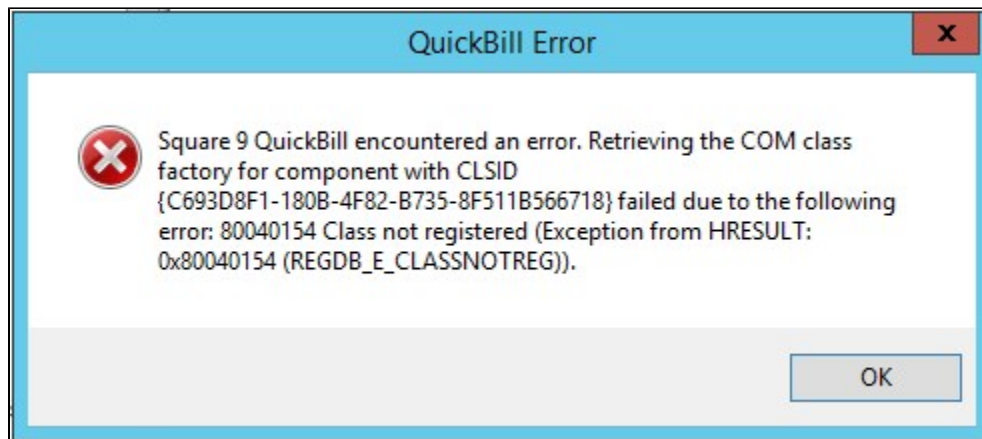 QuickBill Error
x
Square 9 QuickBill encountered an error. Retrieving the COM class
factory for component with CLSID
{C693D8F1-180B-4F82-B735-8F511B566718} failed due to the following
error: 80040154 Class not registered (Exception from HRESULT:
0x80040154 (REGDB_E_CLASSNOTREG)).
OK